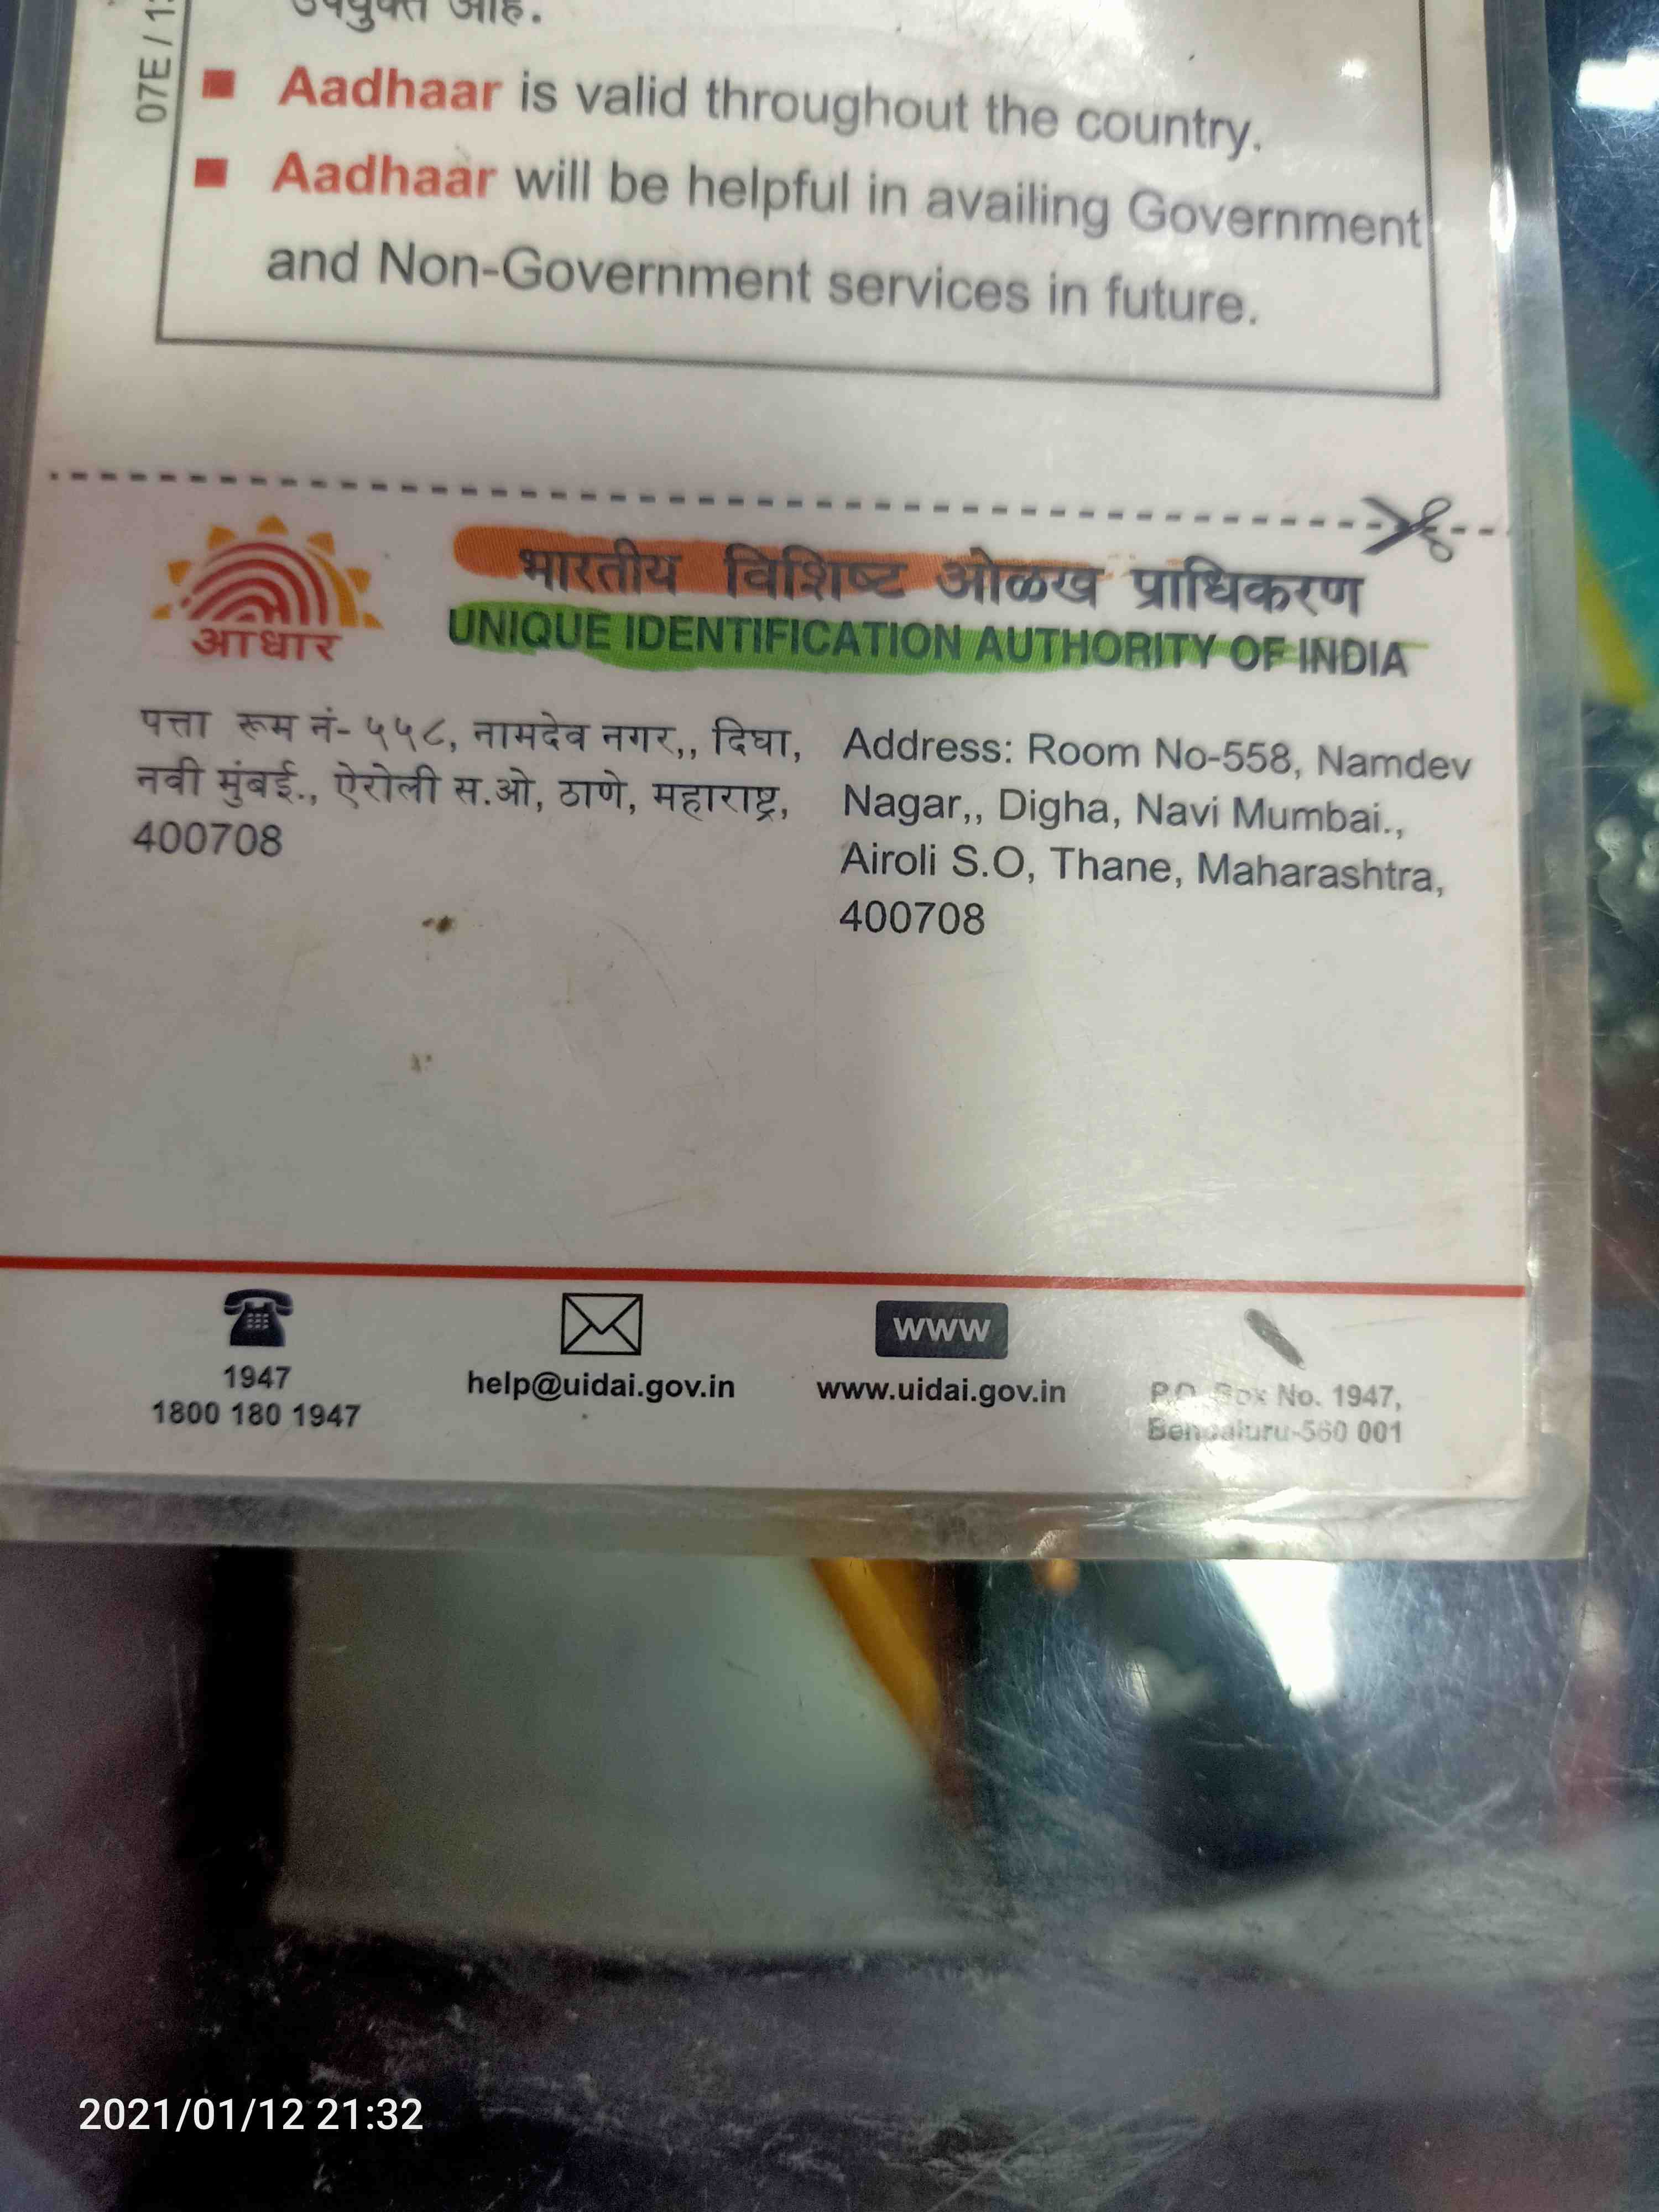 उपयुक्त आहे.
07E / 13
Aadhaar is valid throughout the country.
Aadhaar will be helpful in availing Government
and Non-Government services in future.
भारतीय विशिष्ट ओळख प्राधिकरण
आधार
UNIQUE IDENTIFICATION AUTHORITY OF INDIA
पत्ता रूम नं- ५५८, नामदेव नगर,, दिघा,
नवी मुंबई., ऐरोली स.ओ, ठाणे, महाराष्ट्र,
400708
Address: Room No-558, Namdev
Nagar,, Digha, Navi Mumbai.,
Airoli S.O, Thane, Maharashtra,
400708
1947
1800 180 1947
help@uidai.gov.in
WWW
www.uidai.gov.in
P.O. Box No. 1947,
Bengaluru-560 001
2021/01/12 21:32